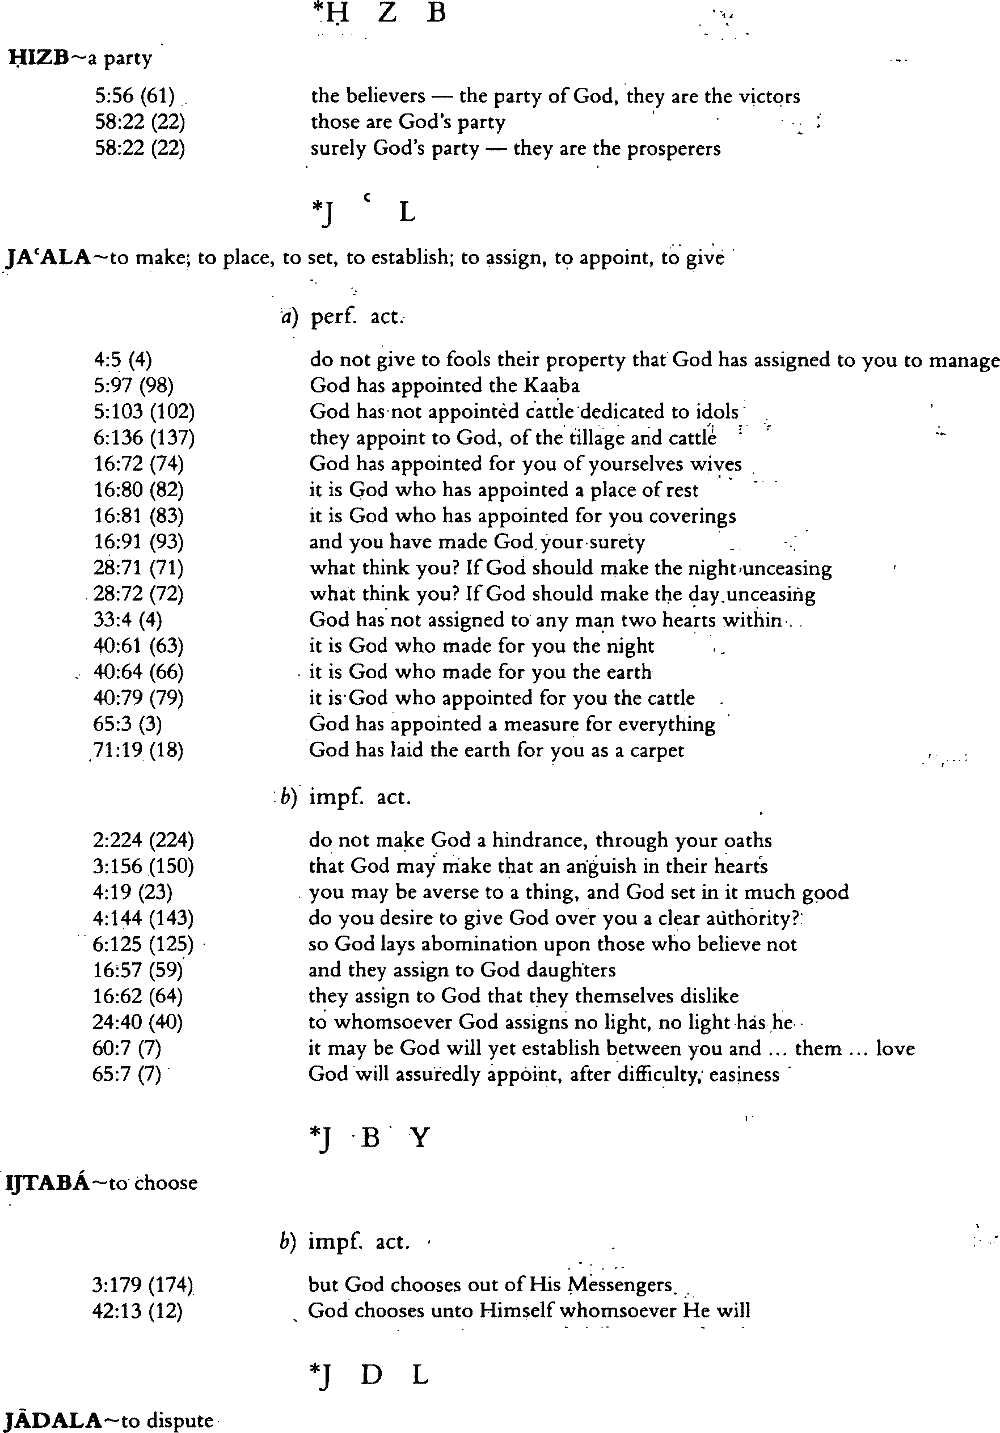 *Ḥ Z B
ḤIZB~a party
5:56 (61) the believers — the party of God, they are the victors
58:22 (22) those are God's party
58:22 (22) surely God's party — they are the prosperers
*J ʿ L
JAʿALA~to make; to place, to set, to establish; to assign, to appoint, to give
a) perf. act.
4:5 (4) do not give to fools their property that God has assigned to you to manage
5:97 (98) God has appointed the Kaaba
5:103 (102) God has not appointed cattle dedicated to idols
6:136 (137) they appoint to God, of the tillage and cattle
16:72 (74) God has appointed for you of yourselves wives
16:80 (82) it is God who has appointed a place of rest
16:81 (83) it is God who has appointed for you coverings
16:91 (93) and you have made God your surety
28:71 (71) what think you? If God should make the night unceasing
28:72 (72) what think you? If God should make the day unceasing
33:4 (4) God has not assigned to any man two hearts within
40:61 (63) it is God who made for you the night
40:64 (66) it is God who made for you the earth
40:79 (79) it is God who appointed for you the cattle
65:3 (3) God has appointed a measure for everything
71:19 (18) God has laid the earth for you as a carpet
b) impf. act.
2:224 (224) do not make God a hindrance, through your oaths
3:156 (150) that God may make that an anguish in their hearts
4:19 (23) you may be averse to a thing, and God set in it much good
4:144 (143) do you desire to give God over you a clear authority?
6:125 (125) so God lays abomination upon those who believe not
16:57 (59) and they assign to God daughters
16:62 (64) they assign to God that they themselves dislike
24:40 (40) to whomsoever God assigns no light, no light has he
60:7 (7) it may be God will yet establish between you and ... them ... love
65:7 (7) God will assuredly appoint, after difficulty, easiness
*J B Y
IJTABÁ~to choose
b) impf. act.
3:179 (174) but God chooses out of His Messengers
42:13 (12) God chooses unto Himself whomsoever He will
*J D L
JĀDALA~to dispute